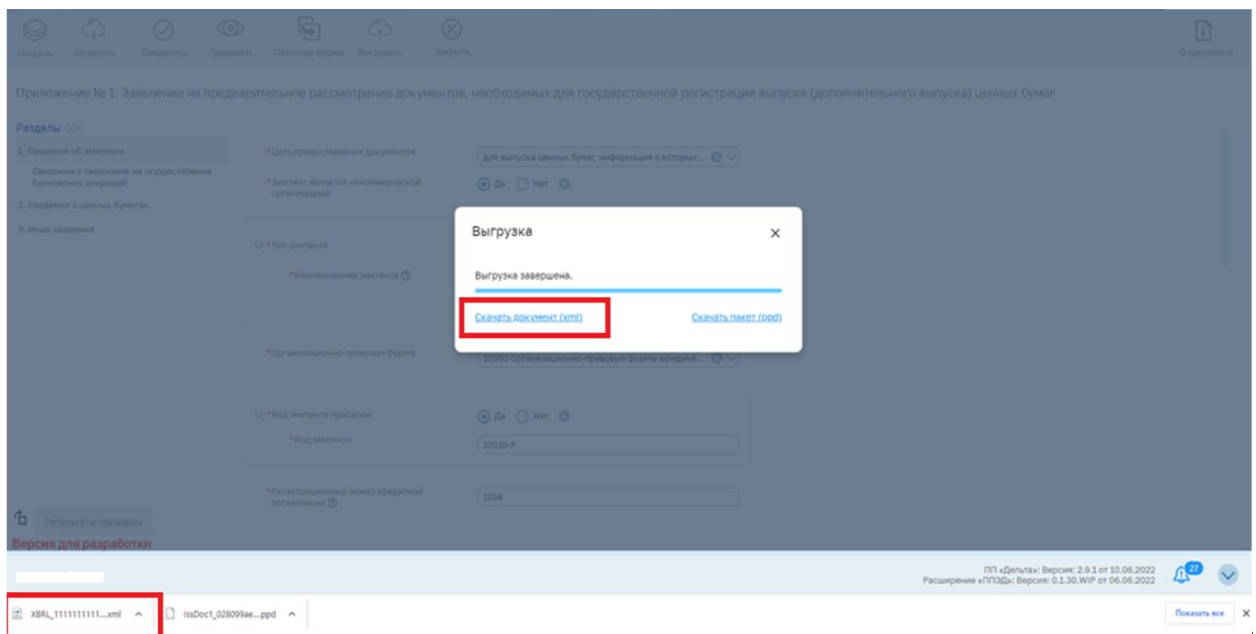 Открыть Загрузить Сохранить Проверить Печатная форма Выгрузить Закрыть О документе
Приложение № 1. Заявление на предварительное рассмотрение документов, необходимых для государственной регистрации выпуска (дополнительного выпуска) ценных бумаг
Разделы
1. Сведения об эмитенте
Сведения о лицензиях на осуществление
банковских операций
2. Сведения о ценных бумагах
3. Иные сведения
*Цель предоставления документов
для выпуска ценных бумаг, информация о которых...
*Эмитент является некоммерческой
организацией
Да Нет
*Тип эмитента
*Наименование эмитента
Выгрузка
Выгрузка завершена.
Скачать документ (xml) Скачать пакет (ppd)
*Организационно-правовая форма
10000 Организационно-правовые формы юридиче...
*Код эмитента присвоен
Да Нет
*Код эмитента
10010-P
*Регистрационный номер кредитной
организации
1234
Результаты проверки
Версия для разработки
ПП «Дельта»: Версия: 2.9.1 от 10.06.2022
Расширение «ППЭД»: Версия: 0.1.30.WIP от 06.06.2022
27
XBRL_1111111111....xml
IssDoc1_028099ae....ppd
Показать все